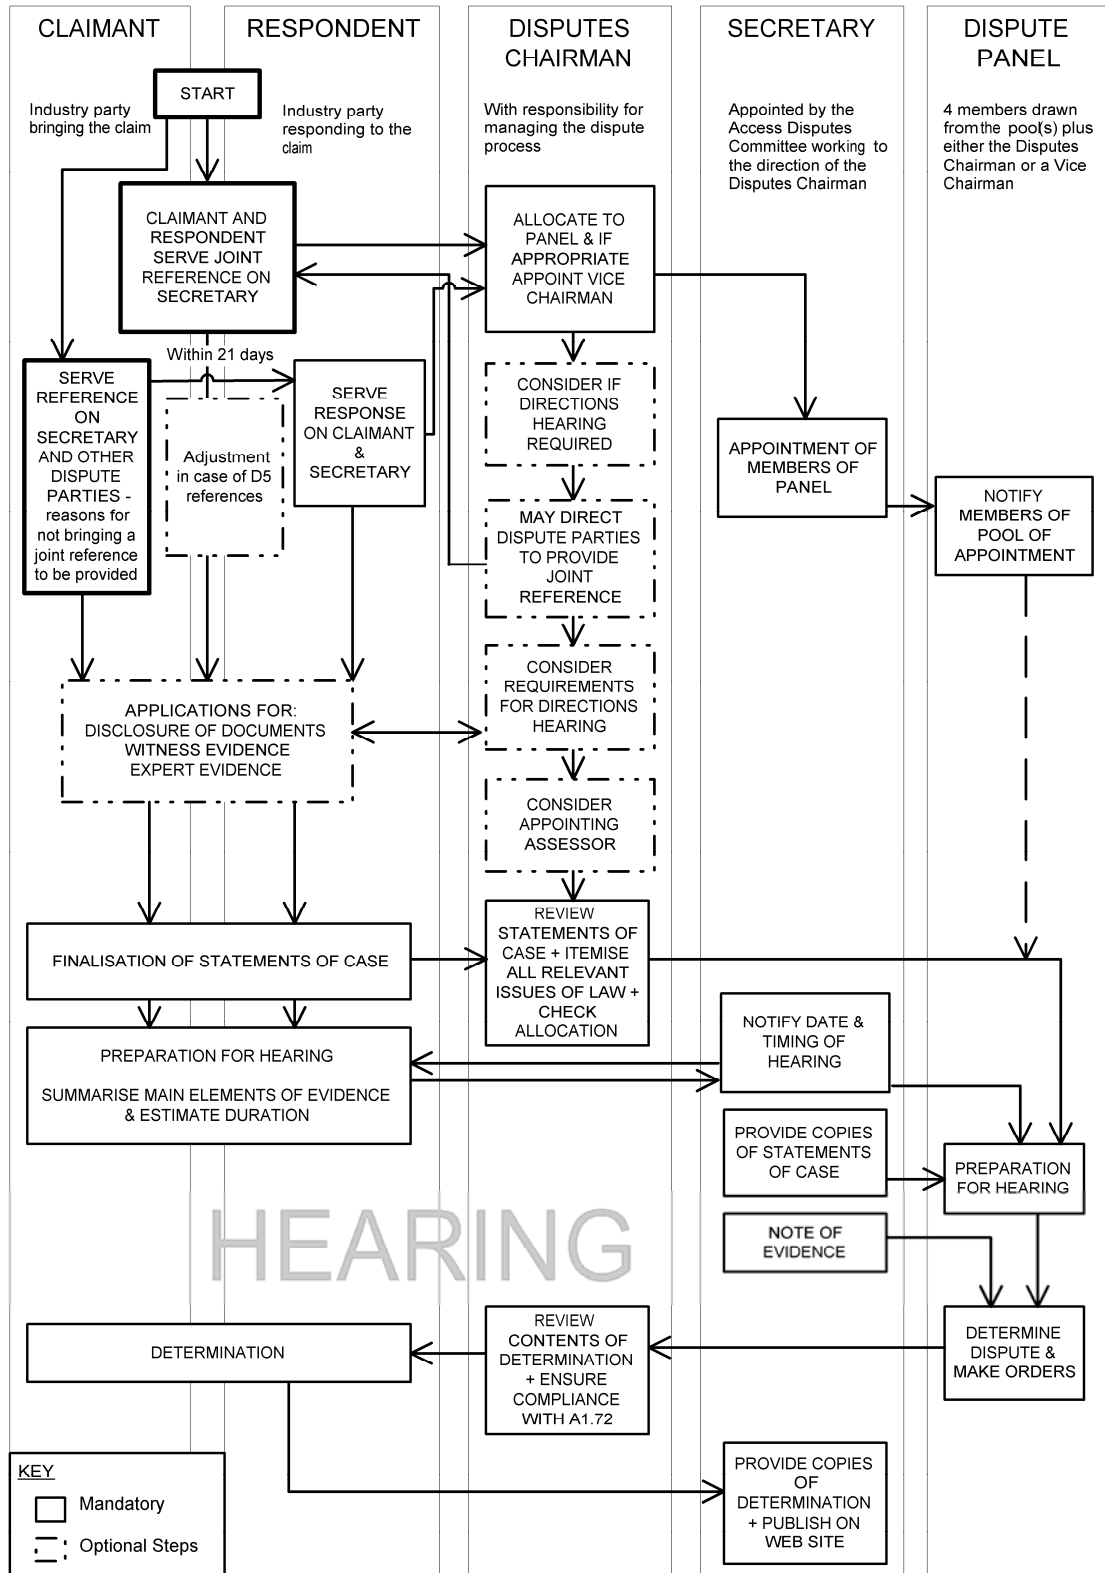 CLAIMANT
RESPONDENT
DISPUTES
CHAIRMAN
SECRETARY
DISPUTE
PANEL
START
Industry party
bringing the claim
Industry party
responding to the
claim
With responsibility for
managing the dispute
process
Appointed by the
Access Disputes
Committee working to
the direction of the
Disputes Chairman
4 members drawn
from the pool(s) plus
either the Disputes
Chairman or a Vice
Chairman
CLAIMANT AND
RESPONDENT
SERVE JOINT
REFERENCE ON
SECRETARY
ALLOCATE TO
PANEL & IF
APPROPRIATE
APPOINT VICE
CHAIRMAN
Within 21 days
SERVE
REFERENCE
ON
SECRETARY
AND OTHER
DISPUTE
PARTIES -
reasons for
not bringing a
joint reference
to be provided
Adjustment
in case of D5
references
SERVE
RESPONSE
ON CLAIMANT
&
SECRETARY
CONSIDER IF
DIRECTIONS
HEARING
REQUIRED
APPOINTMENT OF
MEMBERS OF
PANEL
NOTIFY
MEMBERS OF
POOL OF
APPOINTMENT
MAY DIRECT
DISPUTE PARTIES
TO PROVIDE
JOINT
REFERENCE
CONSIDER
REQUIREMENTS
FOR DIRECTIONS
HEARING
APPLICATIONS FOR:
DISCLOSURE OF DOCUMENTS
WITNESS EVIDENCE
EXPERT EVIDENCE
CONSIDER
APPOINTING
ASSESSOR
FINALISATION OF STATEMENTS OF CASE
REVIEW
STATEMENTS OF
CASE + ITEMISE
ALL RELEVANT
ISSUES OF LAW +
CHECK
ALLOCATION
PREPARATION FOR HEARING
SUMMARISE MAIN ELEMENTS OF EVIDENCE
& ESTIMATE DURATION
NOTIFY DATE &
TIMING OF
HEARING
PROVIDE COPIES
OF STATEMENTS
OF CASE
PREPARATION
FOR HEARING
HEARING
NOTE OF
EVIDENCE
DETERMINATION
REVIEW
CONTENTS OF
DETERMINATION
+ ENSURE
COMPLIANCE
WITH A1.72
DETERMINE
DISPUTE &
MAKE ORDERS
PROVIDE COPIES
OF
DETERMINATION
+ PUBLISH ON
WEB SITE
KEY
Mandatory
Optional Steps